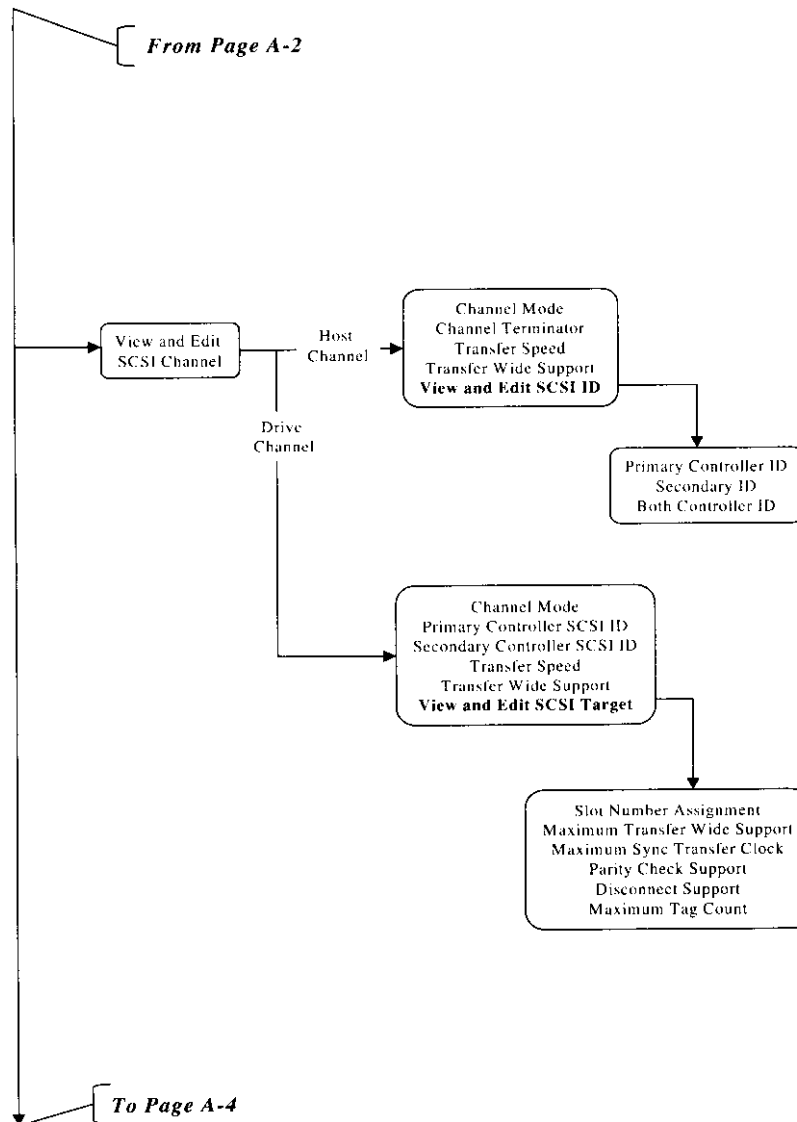 From Page A-2
View and Edit
SCSI Channel
Host
Channel
Channel Mode
Channel Terminator
Transfer Speed
Transfer Wide Support
View and Edit SCSI ID
Drive
Channel
Primary Controller ID
Secondary ID
Both Controller ID
Channel Mode
Primary Controller SCSI ID
Secondary Controller SCSI ID
Transfer Speed
Transfer Wide Support
View and Edit SCSI Target
Slot Number Assignment
Maximum Transfer Wide Support
Maximum Sync Transfer Clock
Parity Check Support
Disconnect Support
Maximum Tag Count
To Page A-4